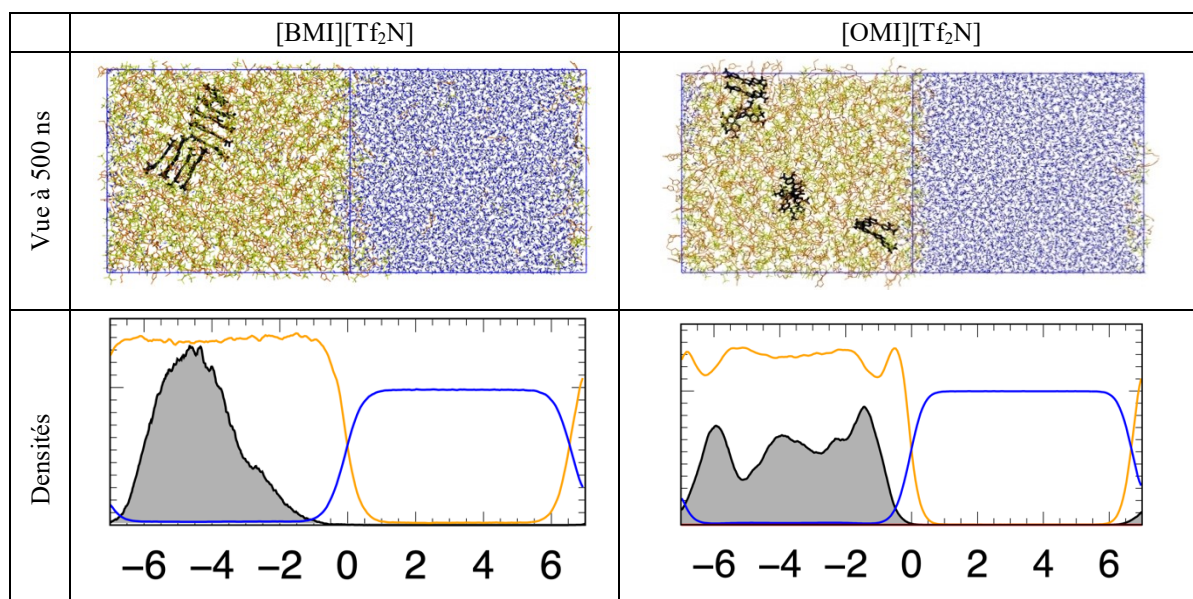 [BMI][Tf₂N]
[OMI][Tf₂N]
Vue à 500 ns
Densités
−6 −4 −2 0 2 4 6
−6 −4 −2 0 2 4 6